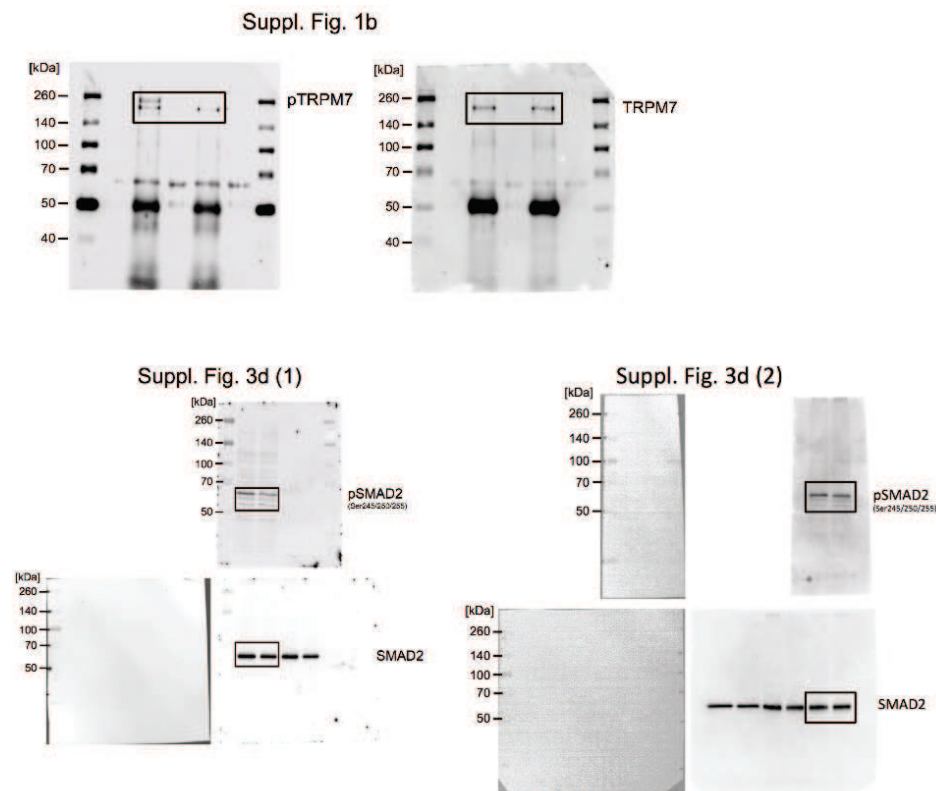 Suppl. Fig. 1b
[kDa]
260
140
100
70
50
40
pTRPM7
[kDa]
260
140
100
70
50
40
TRPM7
Suppl. Fig. 3d (1)
[kDa]
260
140
100
70
50
pSMAD2
(Ser245/250/255)
[kDa]
260
140
100
70
50
SMAD2
Suppl. Fig. 3d (2)
[kDa]
260
140
100
70
50
pSMAD2
(Ser245/250/255)
[kDa]
260
140
100
70
50
SMAD2